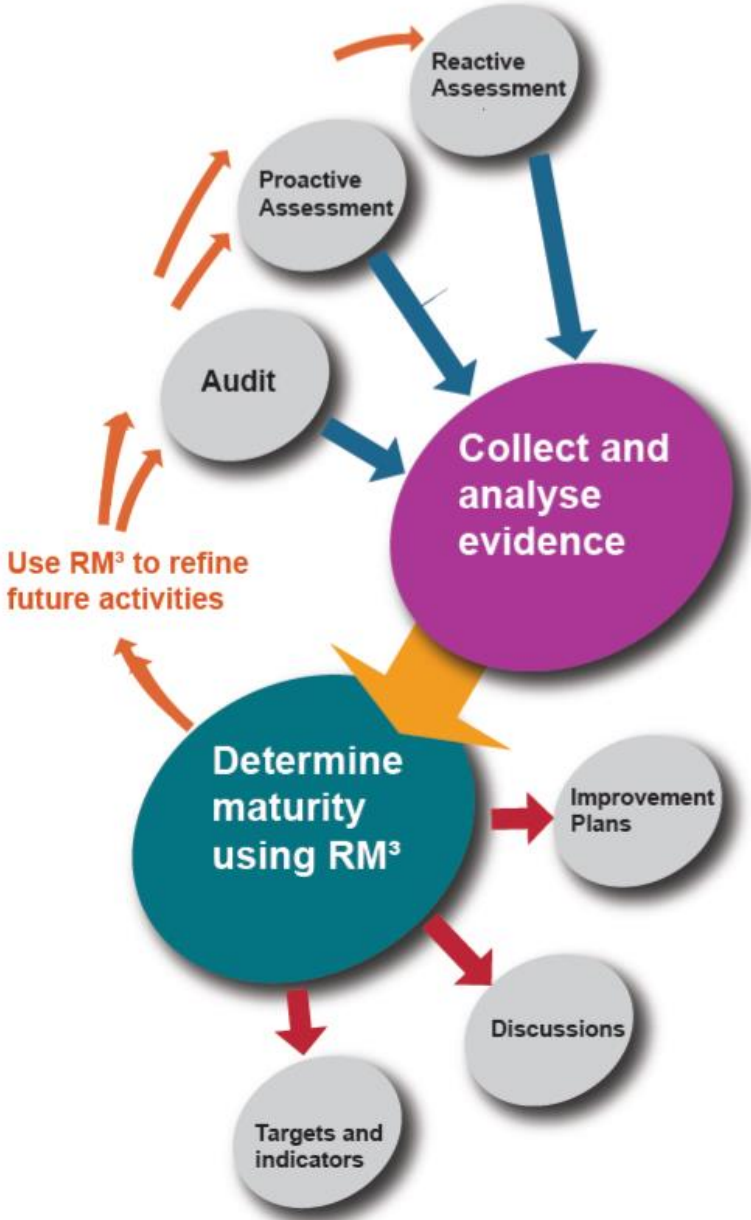 Reactive
Assessment
Proactive
Assessment
Audit
Collect and
analyse
evidence
Use RM³ to refine
future activities
Determine
maturity
using RM³
Improvement
Plans
Discussions
Targets and
indicators